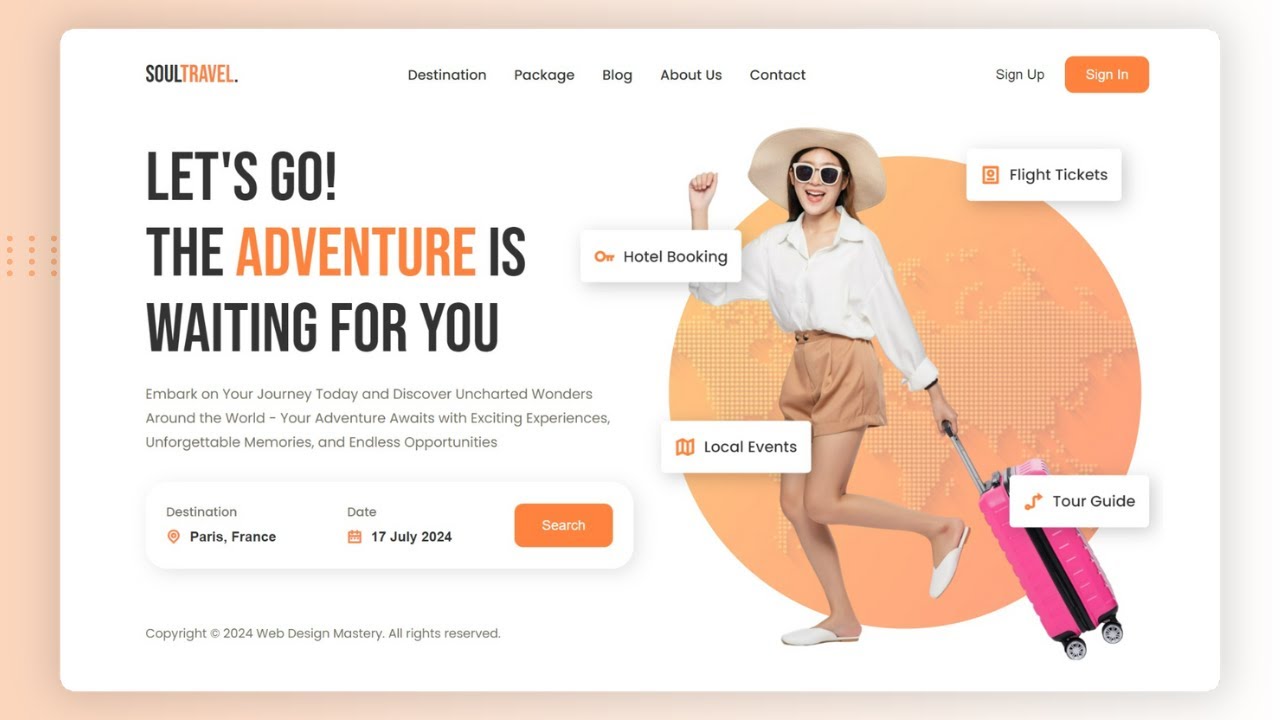 SOULTRAVEL.
Destination Package Blog About Us Contact
Sign Up Sign In
LET'S GO!
THE ADVENTURE IS
WAITING FOR YOU
Embark on Your Journey Today and Discover Uncharted Wonders
Around the World - Your Adventure Awaits with Exciting Experiences,
Unforgettable Memories, and Endless Opportunities
Destination
Paris, France
Date
17 July 2024
Search
Flight Tickets
Hotel Booking
Local Events
Tour Guide
Copyright © 2024 Web Design Mastery. All rights reserved.